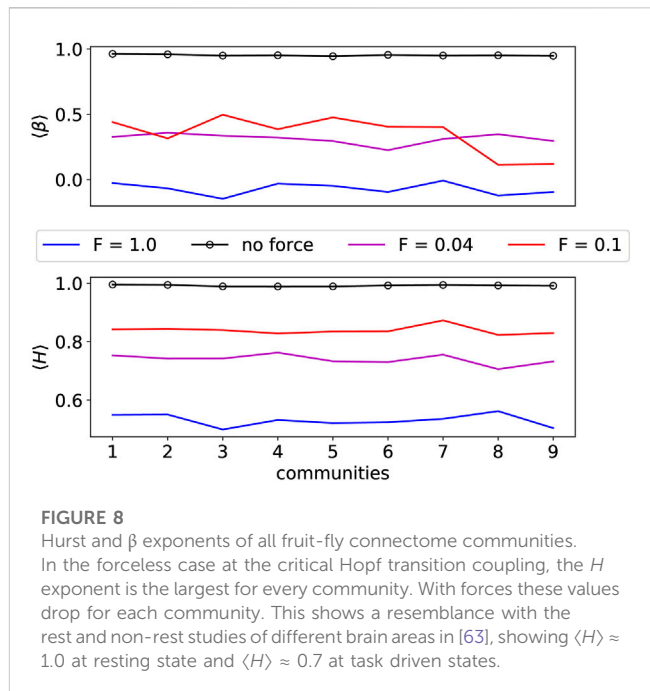 1.0
0.5
0.0
⟨β⟩
F = 1.0 no force F = 0.04 F = 0.1
1.0
0.8
0.6
⟨H⟩
1 2 3 4 5 6 7 8 9
communities
FIGURE 8
Hurst and β exponents of all fruit-fly connectome communities.
In the forceless case at the critical Hopf transition coupling, the H
exponent is the largest for every community. With forces these values
drop for each community. This shows a resemblance with the
rest and non-rest studies of different brain areas in [63], showing ⟨H⟩ ≈
1.0 at resting state and ⟨H⟩ ≈ 0.7 at task driven states.